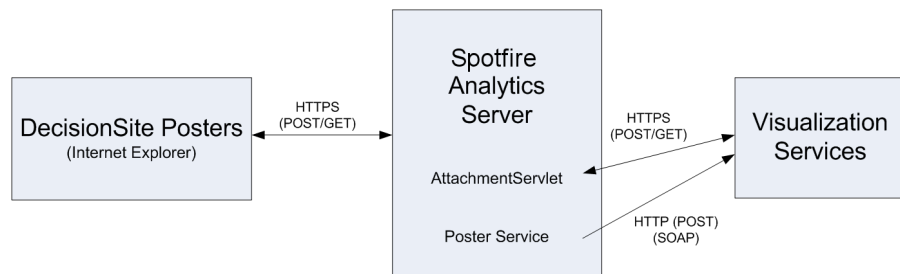 DecisionSite Posters
(Internet Explorer)
HTTPS
(POST/GET)
Spotfire
Analytics
Server
AttachmentServlet
Poster Service
HTTPS
(POST/GET)
HTTP (POST)
(SOAP)
Visualization
Services